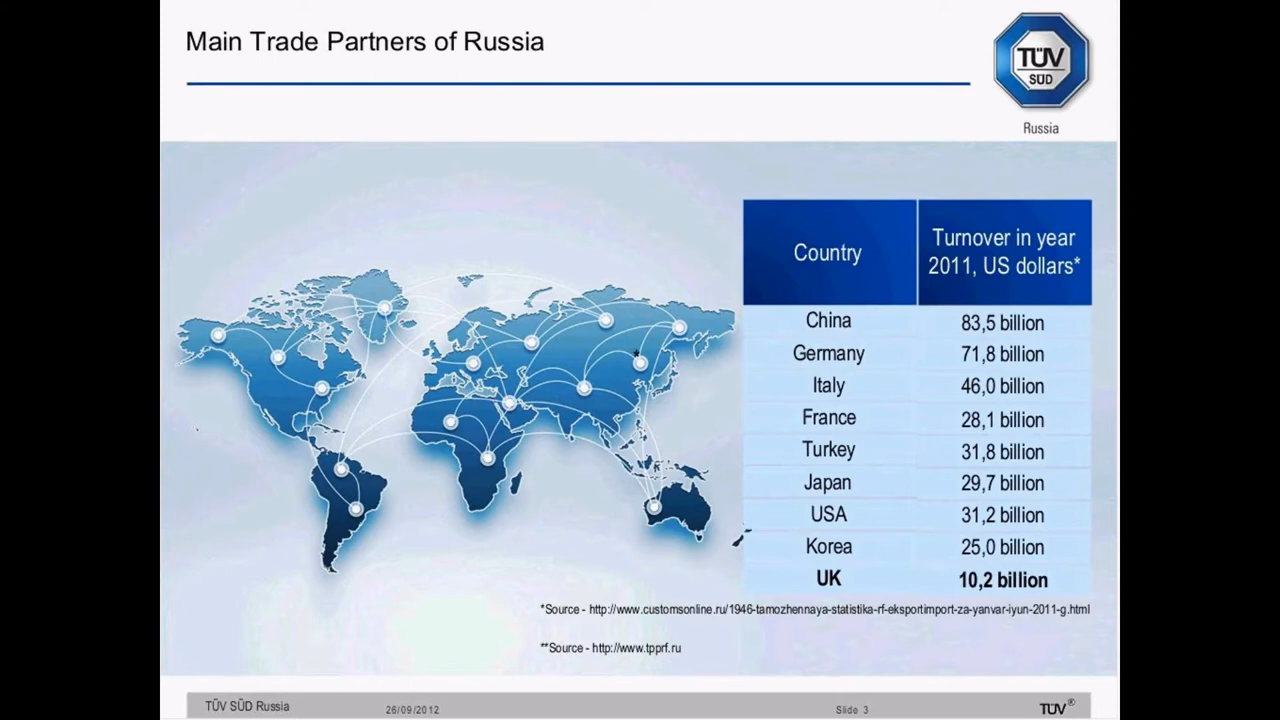 Main Trade Partners of Russia
TÜV
SÜD
Russia
Country
Turnover in year
2011, US dollars*
China 83,5 billion
Germany 71,8 billion
Italy 46,0 billion
France 28,1 billion
Turkey 31,8 billion
Japan 29,7 billion
USA 31,2 billion
Korea 25,0 billion
UK 10,2 billion
*
*Source - http://www.customsonline.ru/1946-tamozhennaya-statistika-rf-eksportimport-za-yanvar-iyun-2011-g.html
**Source - http://www.tpprf.ru
TÜV SÜD Russia 26/09/2012 Slide 3 TÜV®